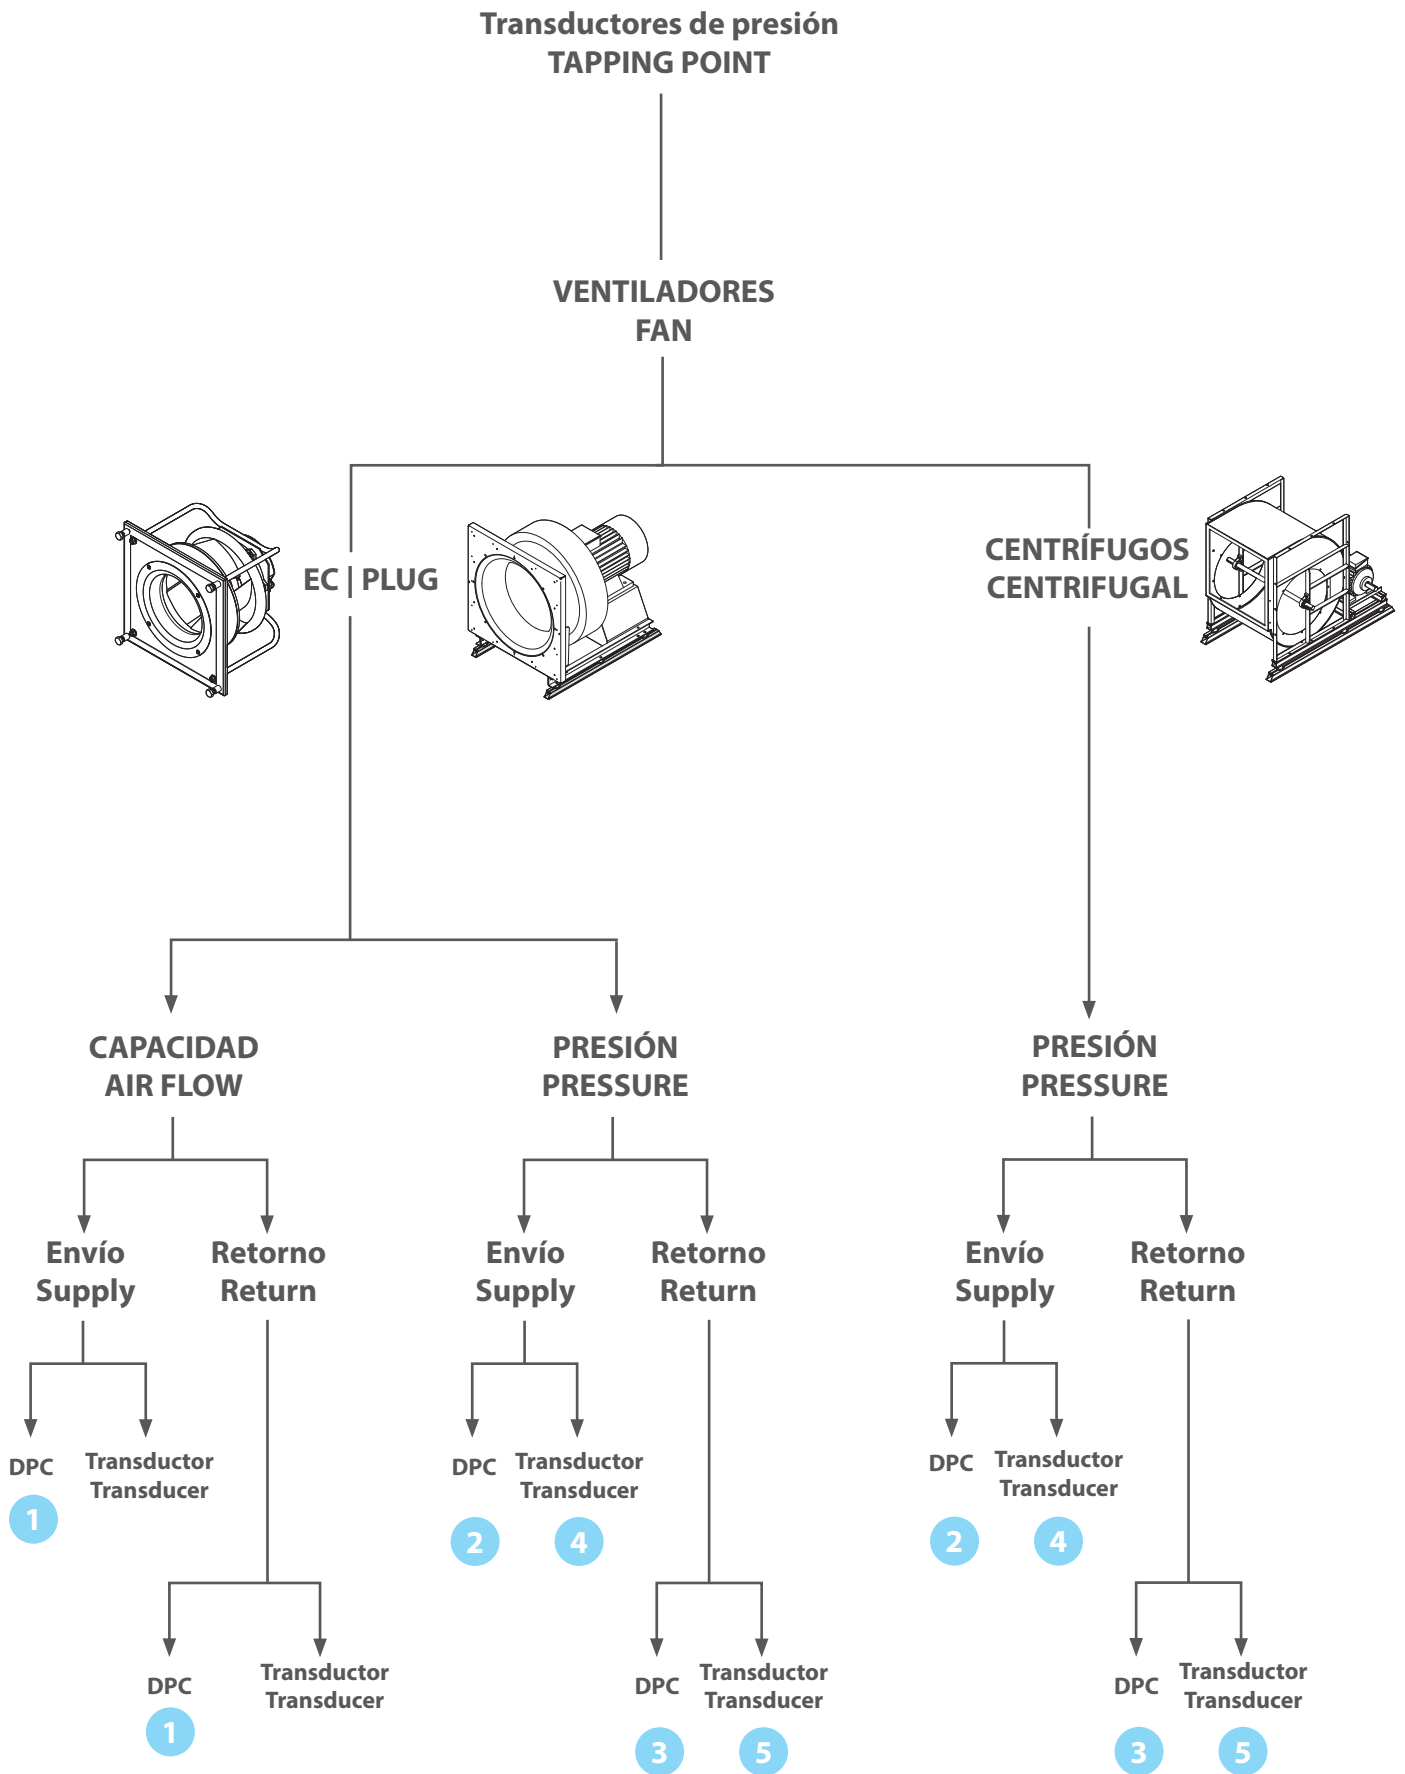 Transductores de presión
TAPPING POINT
VENTILADORES
FAN
EC | PLUG
CENTRÍFUGOS
CENTRIFUGAL
CAPACIDAD
AIR FLOW
PRESIÓN
PRESSURE
PRESIÓN
PRESSURE
Envío
Supply
Retorno
Return
Envío
Supply
Retorno
Return
Envío
Supply
Retorno
Return
DPC
1
Transductor
Transducer
DPC
2
Transductor
Transducer
4
DPC
2
Transductor
Transducer
4
DPC
1
Transductor
Transducer
DPC
3
Transductor
Transducer
5
DPC
3
Transductor
Transducer
5